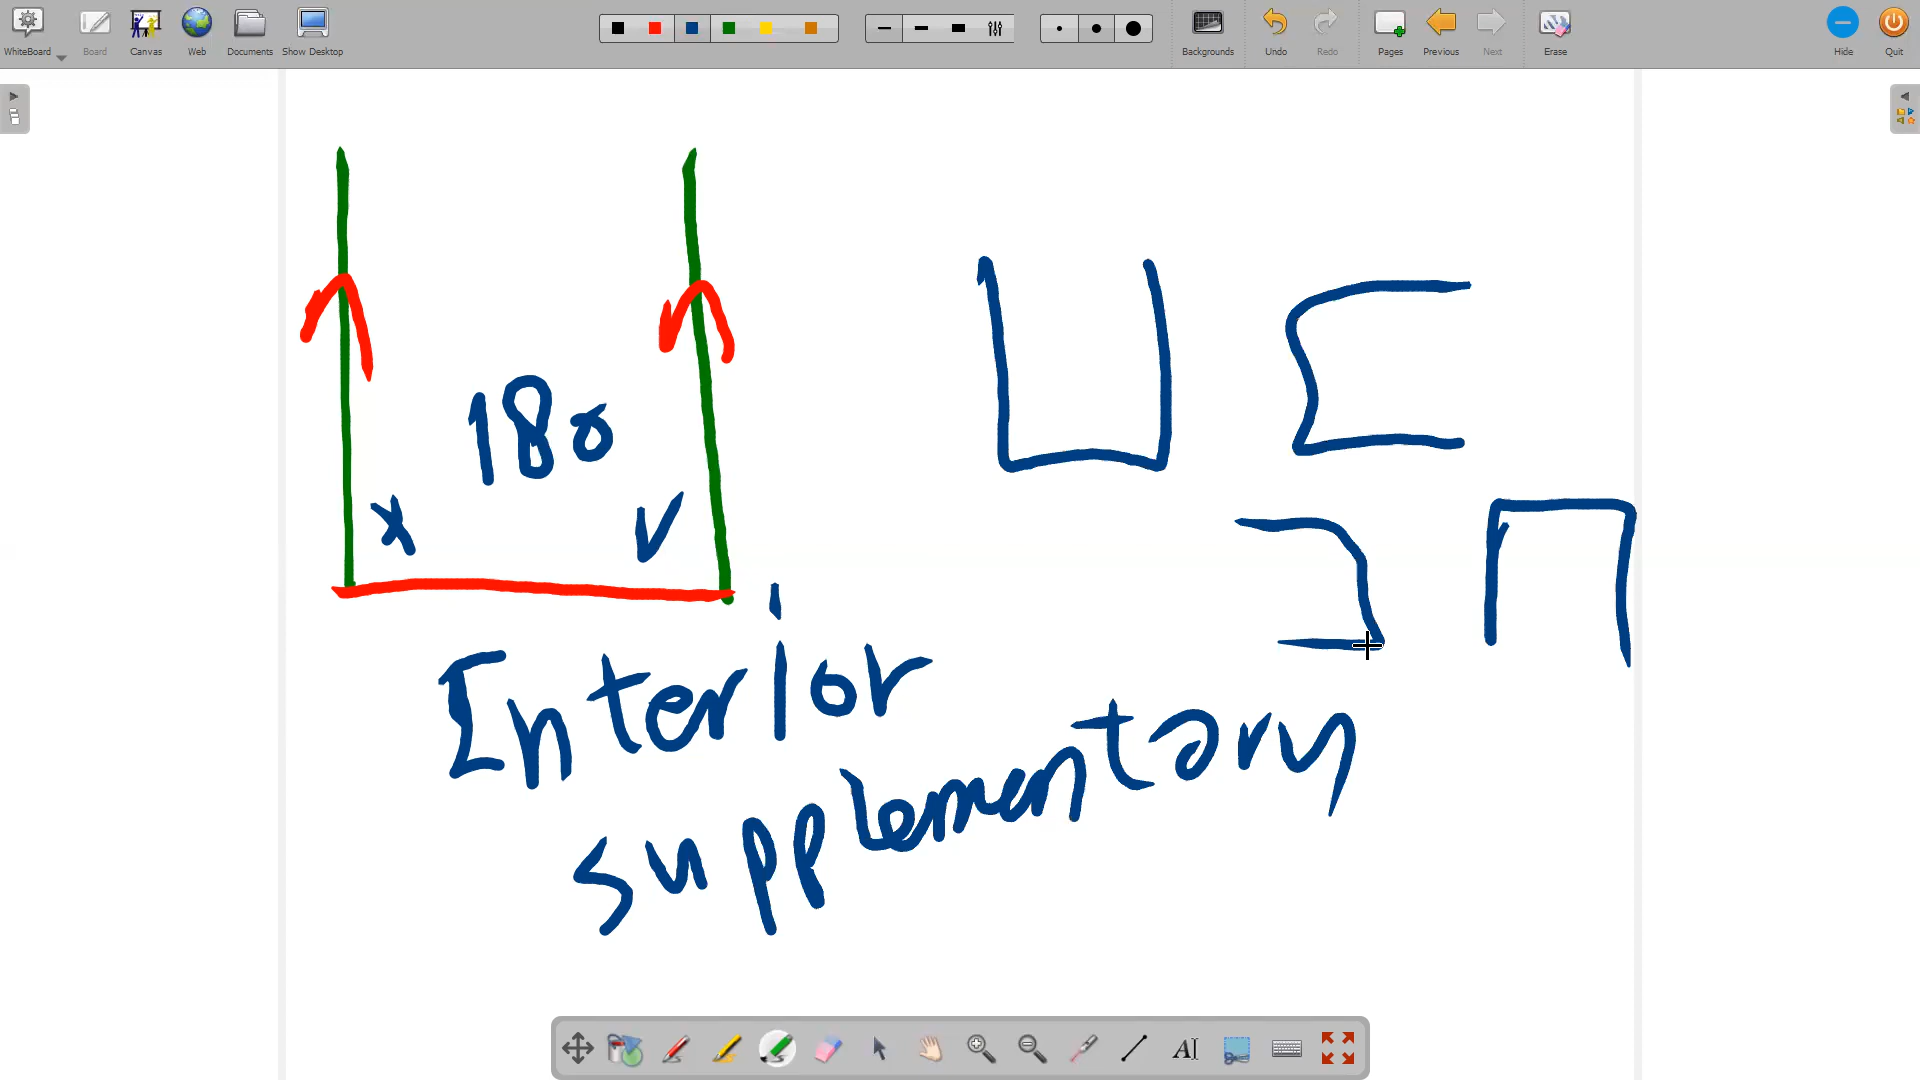 WhiteBoard Board Canvas Web Documents Show Desktop Backgrounds Undo Redo Pages Previous Next Erase Hide Quit
180
x
Interior
supplementary
AI